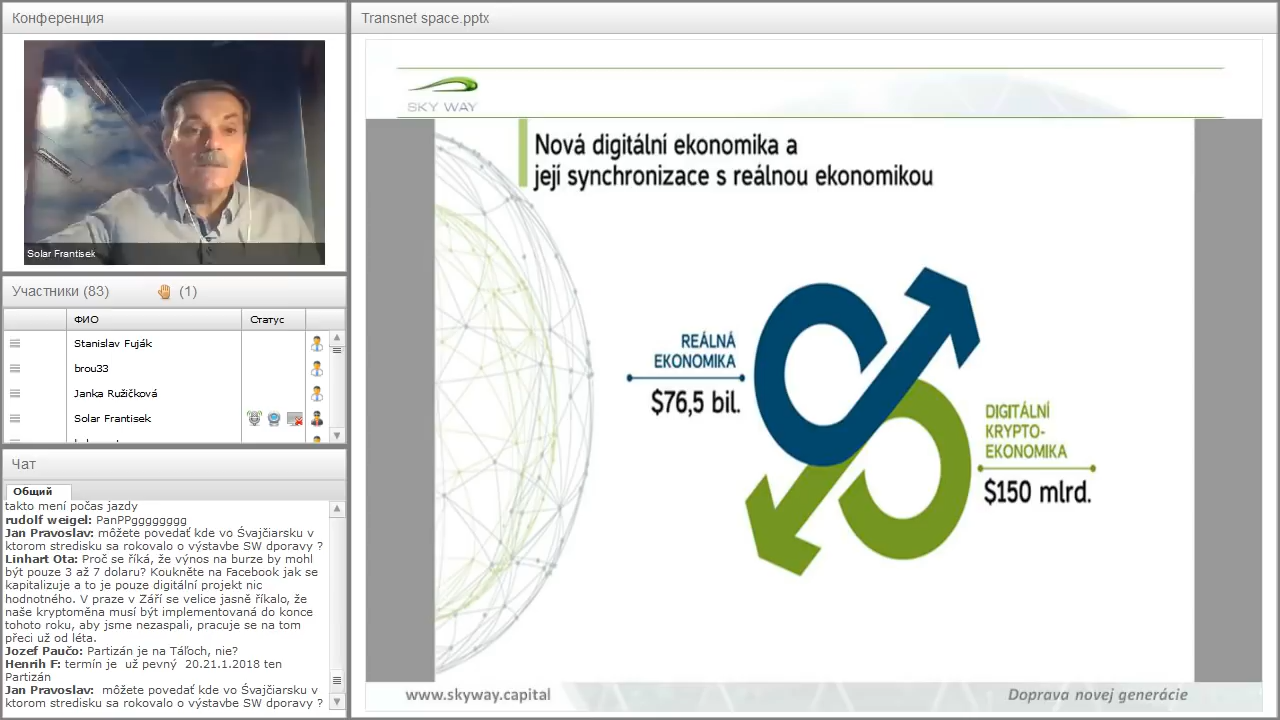 Конференция
Solar Frantisek
Участники (83)
(1)
ФИО
Статус
Stanislav Fuják
brou33
Janka Ružičková
Solar Frantisek
Чат
Общий
takto mení počas jazdy
rudolf weigel: PanPPgggggggg
Jan Pravoslav: môžete povedať kde vo Śvajčiarsku v
ktorom stredisku sa rokovalo o výstavbe SW dporavy ?
Linhart Ota: Proč se říká, že výnos na burze by mohl
být pouze 3 až 7 dolaru? Koukněte na Facebook jak se
kapitalizuje a to je pouze digitální projekt nic
hodnotného. V praze v Září se velice jasně říkalo, že
naše kryptoměna musí být implementovaná do konce
tohoto roku, aby jsme nezaspali, pracuje se na tom
přeci už od léta.
Jozef Paučo: Partizán je na Táľoch, nie?
Henrih F: termín je už pevný 20.21.1.2018 ten
Partizán
Jan Pravoslav: môžete povedať kde vo Śvajčiarsku v
ktorom stredisku sa rokovalo o výstavbe SW dporavy ?
Transnet space.pptx
SKY WAY
Nová digitální ekonomika a
její synchronizace s reálnou ekonomikou
REÁLNÁ
EKONOMIKA
$76,5 bil.
DIGITÁLNÍ
KRYPTO-
EKONOMIKA
$150 mlrd.
www.skyway.capital
Doprava novej generácie